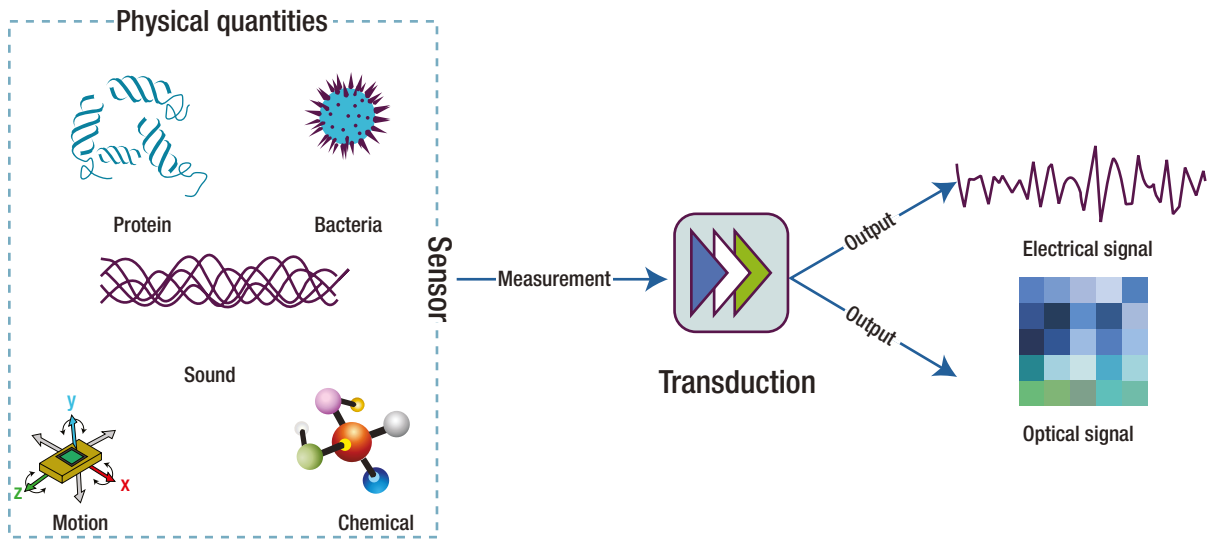 Physical quantities
Protein
Bacteria
Sound
y
z
x
Motion
Chemical
Sensor
Measurement
Transduction
Output
Electrical signal
Output
Optical signal